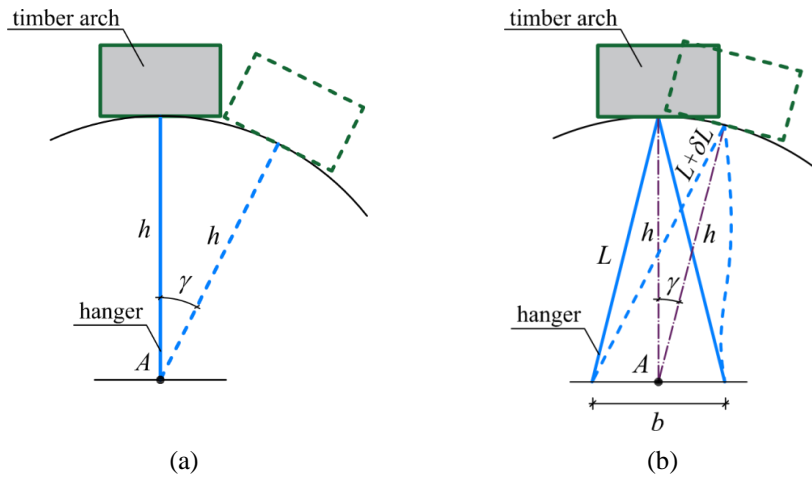 timber arch
h
h
γ
hanger
A
(a)
timber arch
L+δL
h
h
L
γ
hanger
A
b
(b)